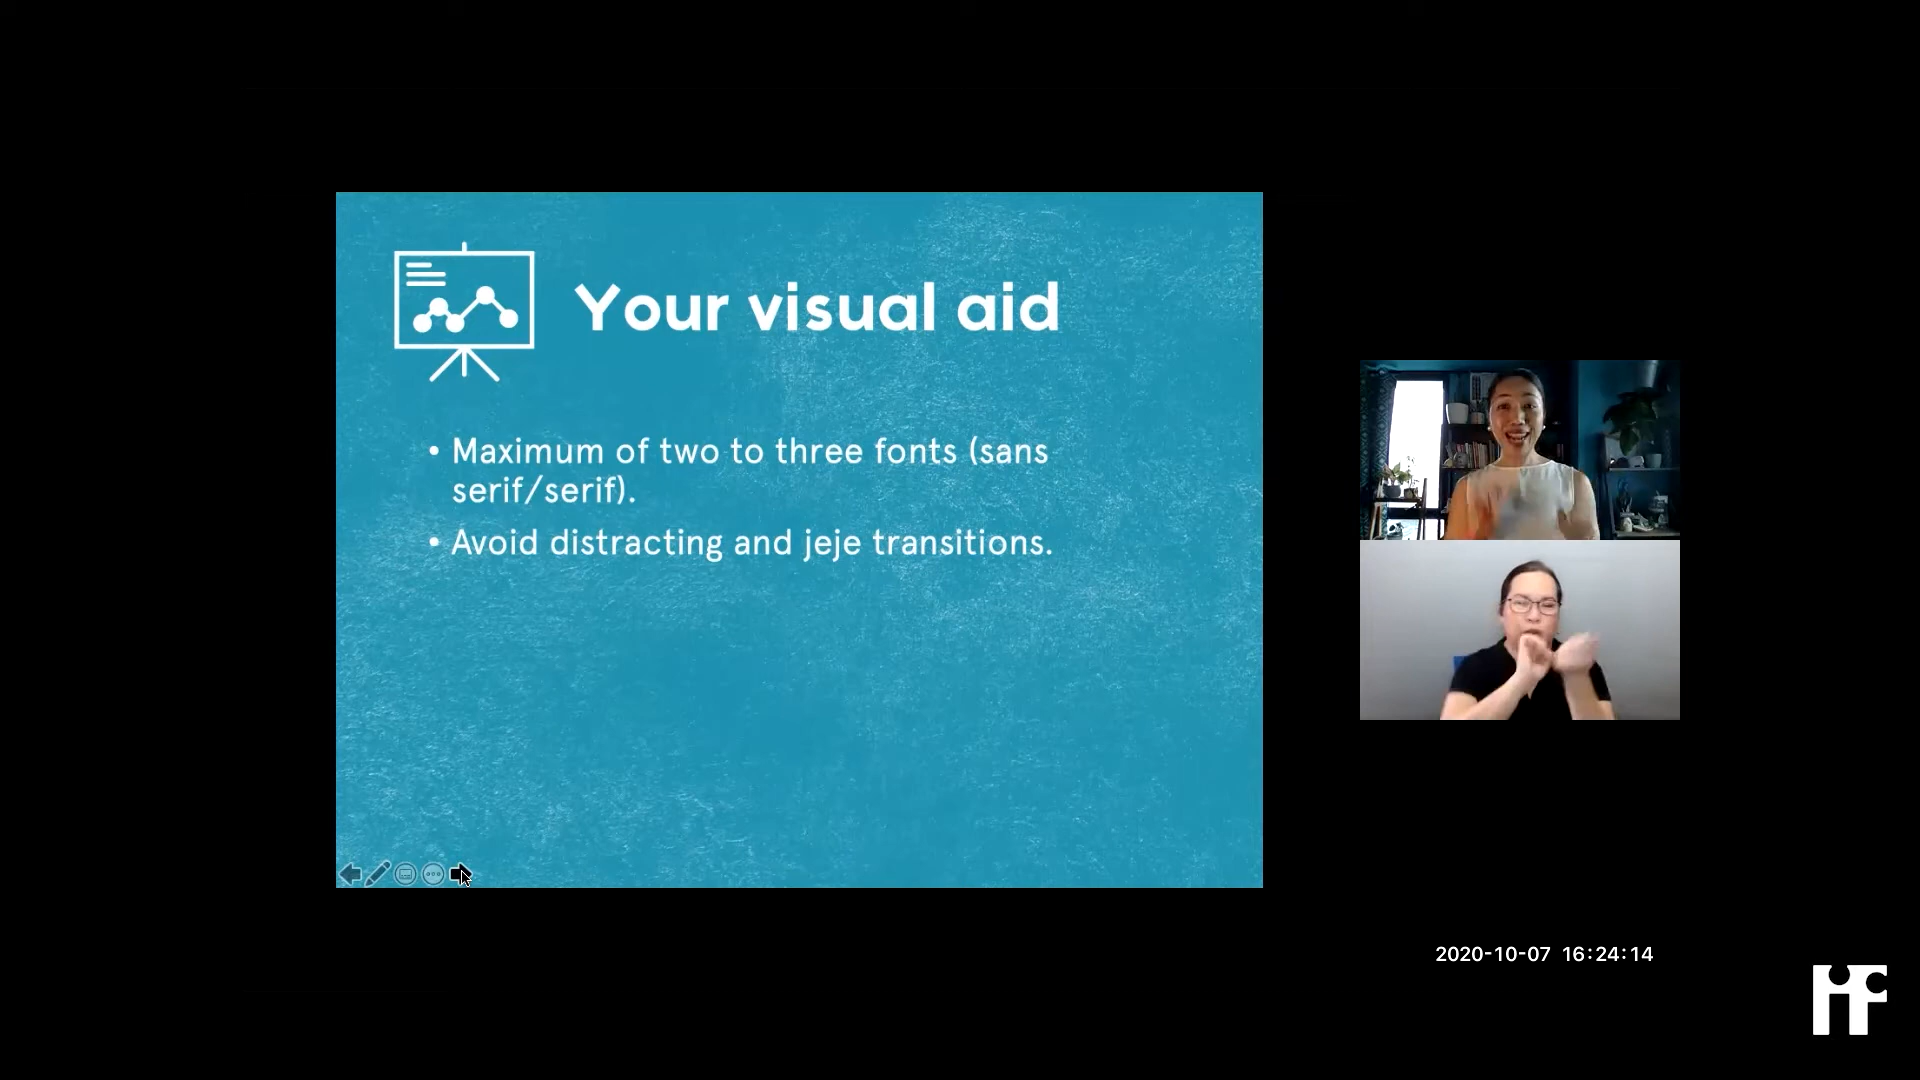 Your visual aid
• Maximum of two to three fonts (sans
serif/serif).
• Avoid distracting and jeje transitions.
2020-10-07 16:24:14